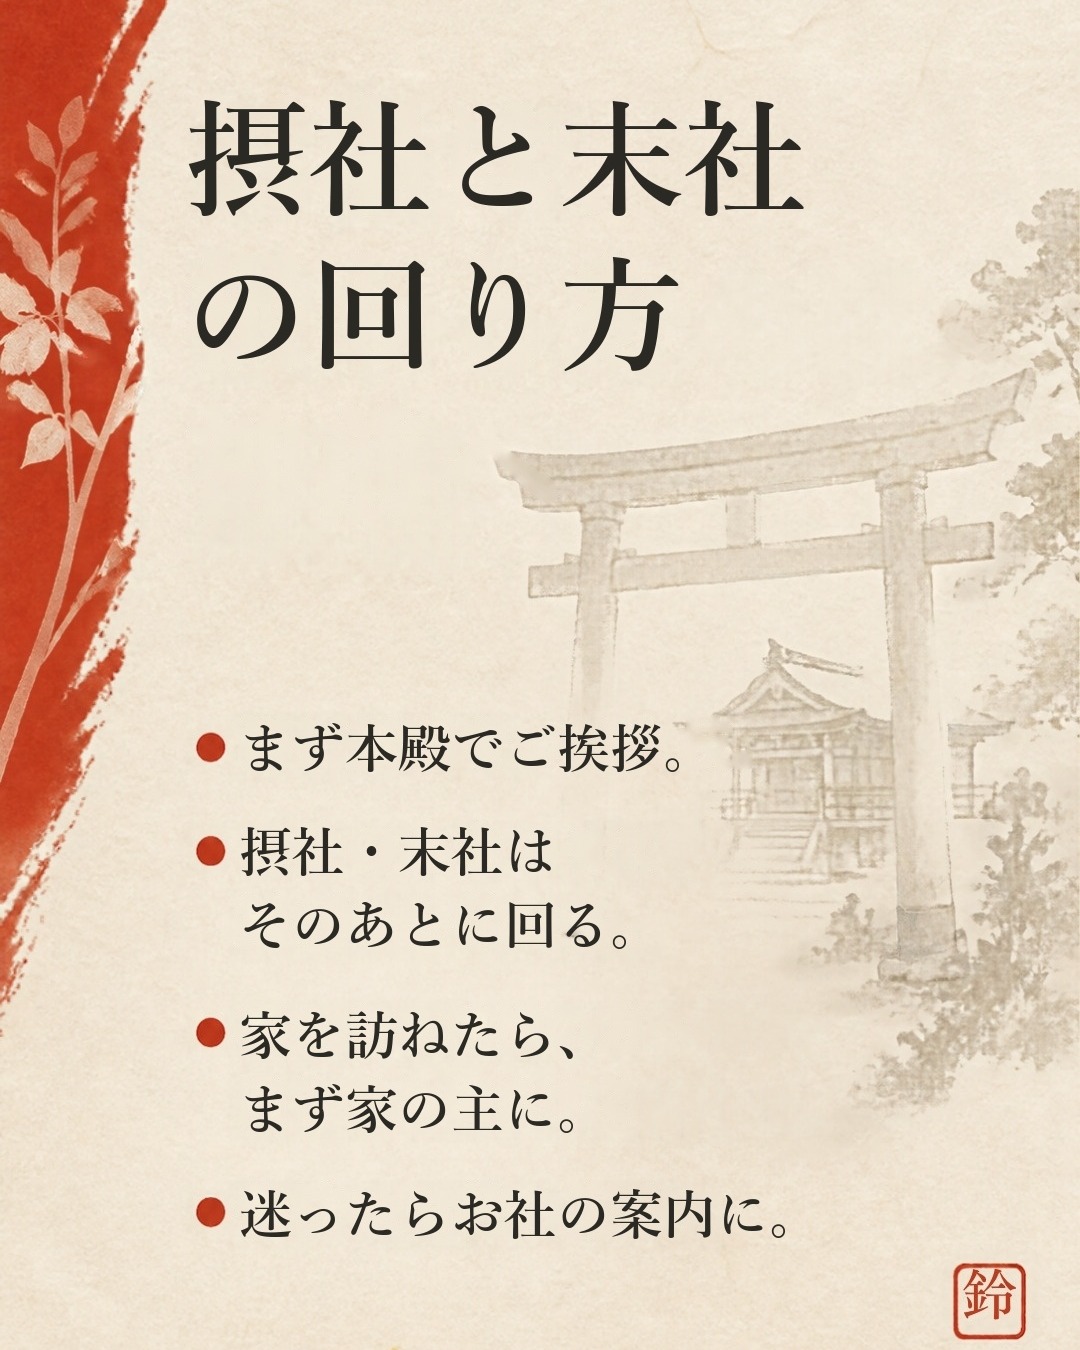 摂社と末社
の回り方
まず本殿でご挨拶。
摂社・末社は
そのあとに回る。
家を訪ねたら、
まず家の主に。
迷ったらお社の案内に。
鈴